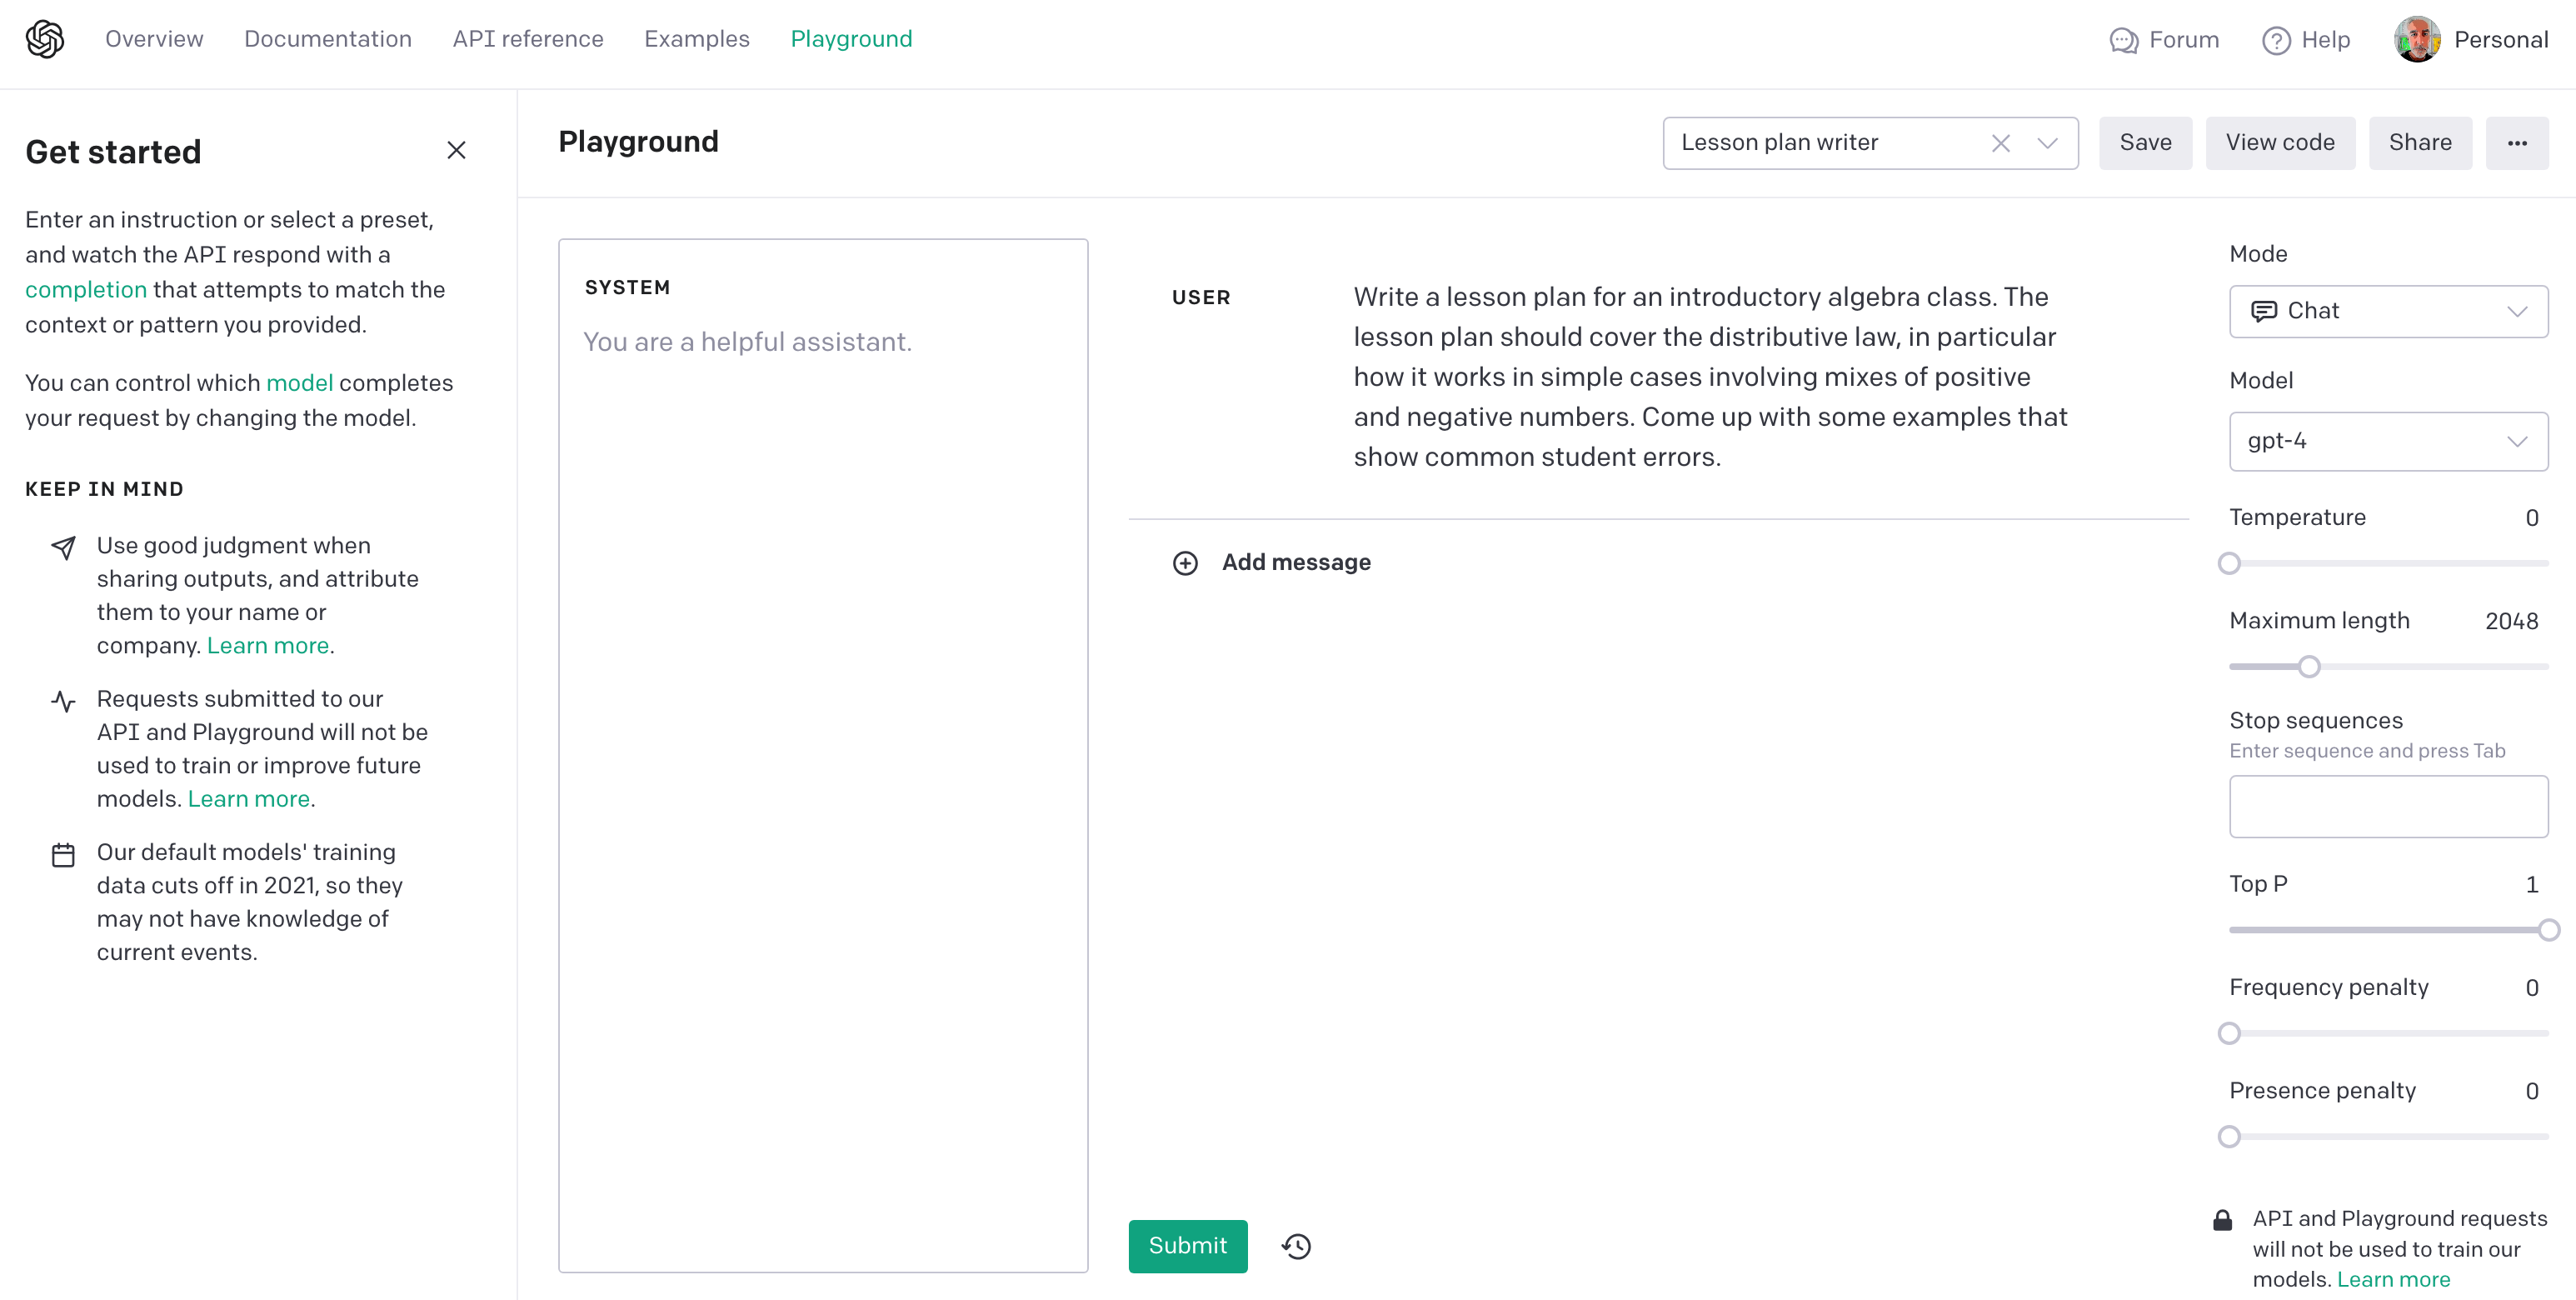 Overview Documentation API reference Examples Playground Forum Help Personal
Get started
Enter an instruction or select a preset,
and watch the API respond with a
completion that attempts to match the
context or pattern you provided.
You can control which model completes
your request by changing the model.
KEEP IN MIND
Use good judgment when
sharing outputs, and attribute
them to your name or
company. Learn more.
Requests submitted to our
API and Playground will not be
used to train or improve future
models. Learn more.
Our default models' training
data cuts off in 2021, so they
may not have knowledge of
current events.
Playground
Lesson plan writer
Save
View code
Share
SYSTEM
You are a helpful assistant.
USER
Write a lesson plan for an introductory algebra class. The
lesson plan should cover the distributive law, in particular
how it works in simple cases involving mixes of positive
and negative numbers. Come up with some examples that
show common student errors.
Add message
Submit
Mode
Chat
Model
gpt-4
Temperature 0
Maximum length 2048
Stop sequences
Enter sequence and press Tab
Top P 1
Frequency penalty 0
Presence penalty 0
API and Playground requests
will not be used to train our
models. Learn more